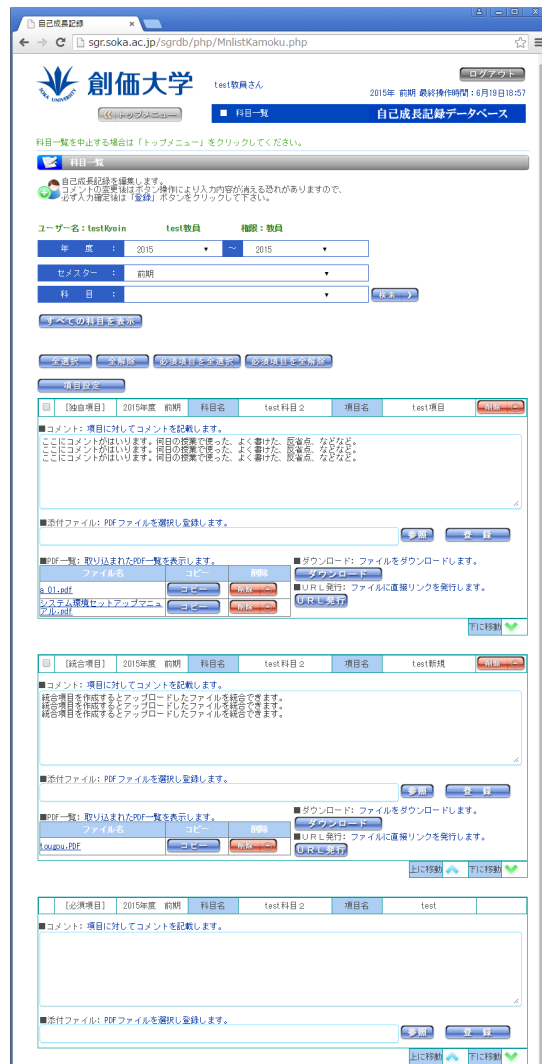 自己成長記録
sgr.soka.ac.jp/sgrdb/php/MnlistKamoku.php
SOKA UNIVERSITY
創価大学
test教員さん
ログアウト
2015年 前期 最終操作時間：6月19日18:57
トップメニュー
■ 科目一覧
自己成長記録データベース
科目一覧を中止する場合は「トップメニュー」をクリックしてください。
科目一覧
自己成長記録を編集します。
コメントの変更後はボタン操作により入力内容が消える恐れがありますので、
必ず入力確定後は「登録」ボタンをクリックして下さい。
ユーザー名：testKyoin test教員 権限：教員
年 度 ： 2015 ～ 2015
セメスター ： 前期
科 目 ： 検索
すべての科目を表示
全選択 全解除 必須項目を全選択 必須項目を全解除
項目設定
[独自項目] 2015年度 前期 科目名 test科目２ 項目名 test項目 削除
■コメント: 項目に対してコメントを記載します。
ここにコメントがはいります。何日の授業で使った、よく書けた、反省点、などなど。
ここにコメントがはいります。何日の授業で使った、よく書けた、反省点、などなど。
ここにコメントがはいります。何日の授業で使った、よく書けた、反省点、などなど。
■添付ファイル: PDFファイルを選択し登録します。
参照 登 録
■PDF一覧: 取り込まれたPDF一覧を表示します。
ファイル名 コピー 削除
a_01.pdf コピー 削除
システム環境セットアップマニュアル.pdf コピー 削除
■ダウンロード: ファイルをダウンロードします。
ダウンロード
■ＵＲＬ発行: ファイルに直接リンクを発行します。
ＵＲＬ発行
下に移動
[統合項目] 2015年度 前期 科目名 test科目２ 項目名 test新規 削除
■コメント: 項目に対してコメントを記載します。
統合項目を作成するとアップロードしたファイルを統合できます。
統合項目を作成するとアップロードしたファイルを統合できます。
統合項目を作成するとアップロードしたファイルを統合できます。
■添付ファイル: PDFファイルを選択し登録します。
参照 登 録
■PDF一覧: 取り込まれたPDF一覧を表示します。
ファイル名 コピー 削除
tougou.PDF コピー 削除
■ダウンロード: ファイルをダウンロードします。
ダウンロード
■ＵＲＬ発行: ファイルに直接リンクを発行します。
ＵＲＬ発行
上に移動 下に移動
[必須項目] 2015年度 前期 科目名 test科目２ 項目名 test
■コメント: 項目に対してコメントを記載します。
■添付ファイル: PDFファイルを選択し登録します。
参照 登 録
上に移動 下に移動